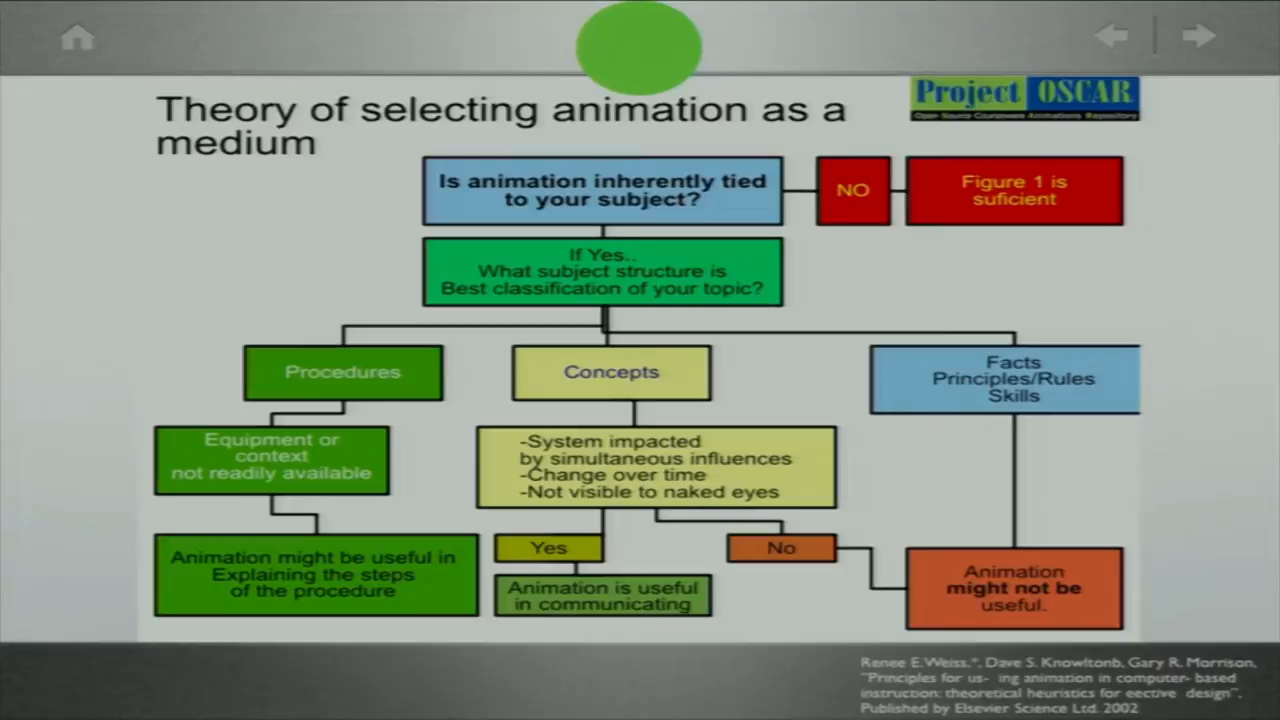 Theory of selecting animation as a
medium
Project OSCAR
Open Source Courseware Animations Repository
Is animation inherently tied
to your subject?
NO
Figure 1 is
suficient
If Yes..
What subject structure is
Best classification of your topic?
Procedures
Concepts
Facts
Principles/Rules
Skills
Equipment or
context
not readily available
-System impacted
by simultaneous influences
-Change over time
-Not visible to naked eyes
Yes
No
Animation might be useful in
Explaining the steps
of the procedure
Animation is useful
in communicating
Animation
might not be
useful.
Renee E.Weiss,*, Dave S. Knowltonb, Gary R. Morrison,
"Principles for us- ing animation in computer- based
instruction: theoretical heuristics for eective design",
Published by Elsevier Science Ltd. 2002